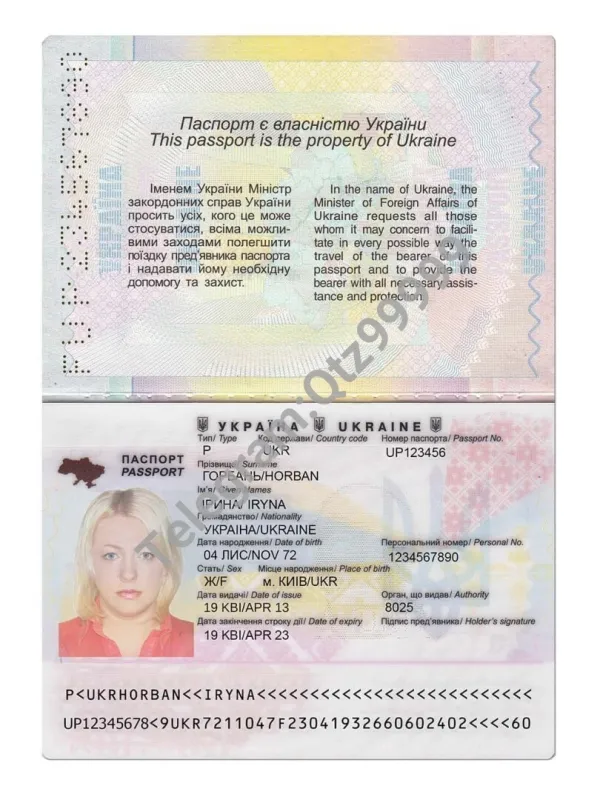 Паспорт є власністю України
This passport is the property of Ukraine
Іменем України Міністр
закордонних справ України
просить усіх, кого це може
стосуватися, всіма можли-
вими заходами полегшити
поїздку пред'явника паспорта
і надавати йому необхідну
допомогу та захист.
In the name of Ukraine, the
Minister of Foreign Affairs of
Ukraine requests all those
whom it may concern to facili-
tate in every possible way the
travel of the bearer of this
passport and to provide the
bearer with all necessary assis-
tance and protection.
Telegram:Qtz99999
УКРАЇНА UKRAINE
ПАСПОРТ
PASSPORT
Тип/ Type Код держави/ Country code Номер паспорта/ Passport No.
P UKR UP123456
Прізвище/ Surname
ГОРБАНЬ/HORBAN
Ім'я/ Given Names
ІРИНА/ IRYNA
Громадянство/ Nationality
УКРАЇНА/UKRAINE
Дата народження/ Date of birth Персональний номер/ Personal No.
04 ЛИС/NOV 72 1234567890
Стать/ Sex Місце народження/ Place of birth
Ж/F м. КИЇВ/UKR
Дата видачі/ Date of issue Орган, що видав/ Authority
19 КВІ/APR 13 8025
Дата закінчення строку дії/ Date of expiry Підпис пред'явника/ Holder's signature
19 КВІ/APR 23
P<UKRHORBAN<<IRYNA<<<<<<<<<<<<<<<<<<<<<<<<<<
UP12345678<9UKR7211047F23041932660602402<<<<60